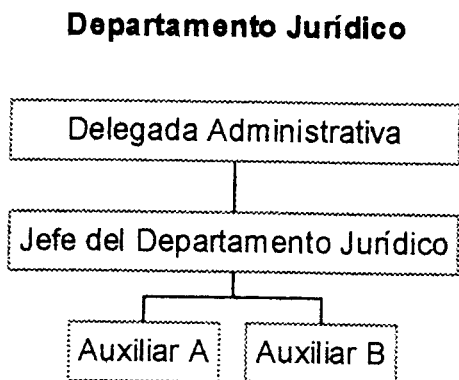 Departamento Jurídico
Delegada Administrativa
Jefe del Departamento Jurídico
Auxiliar A
Auxiliar B